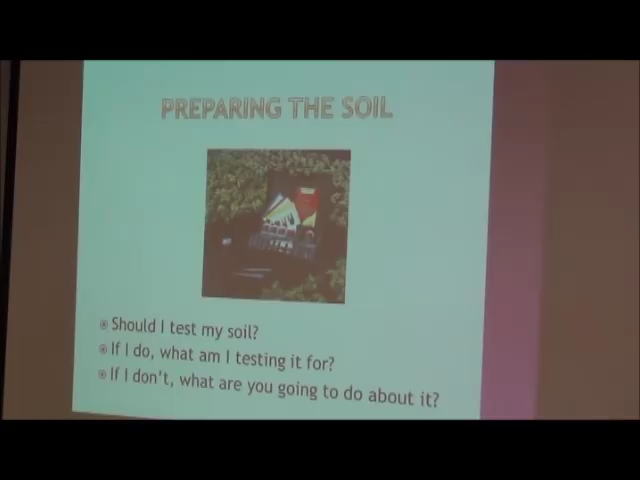 PREPARING THE SOIL
Should I test my soil?
If I do, what am I testing it for?
If I don't, what are you going to do about it?